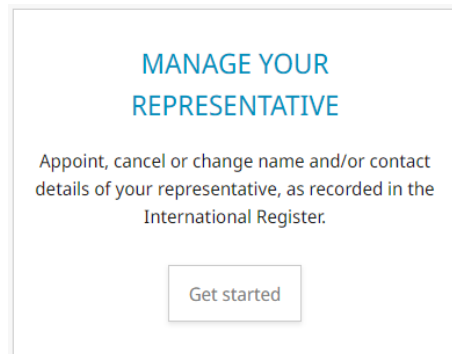 MANAGE YOUR
REPRESENTATIVE
Appoint, cancel or change name and/or contact
details of your representative, as recorded in the
International Register.
Get started